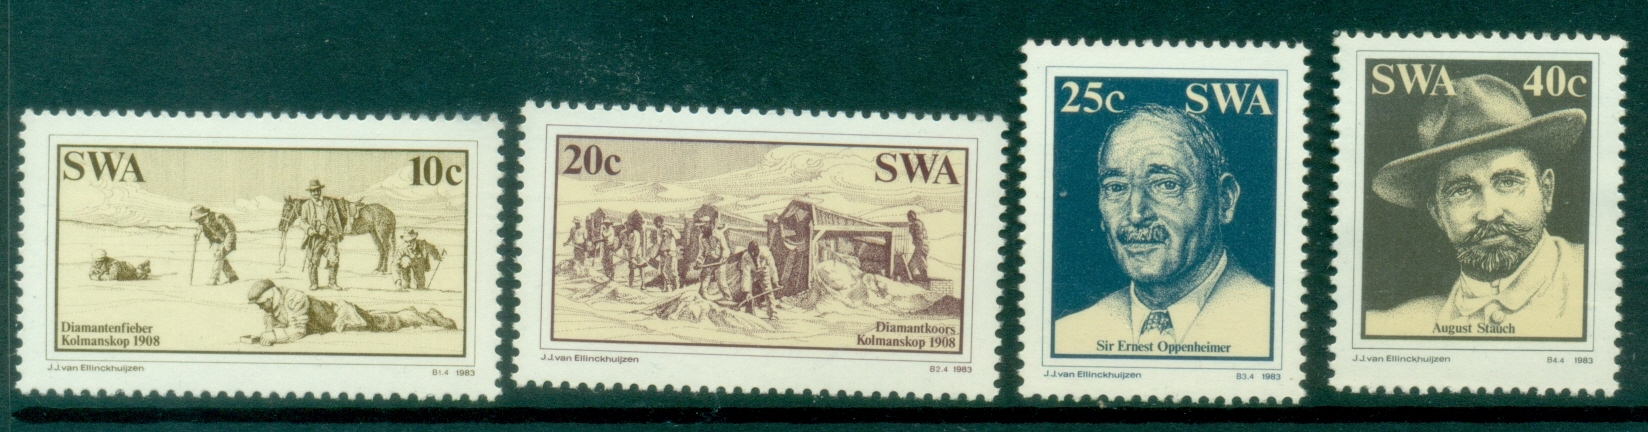 SWA 10c
Diamantenfieber
Kolmanskop 1908
J.J.van Ellinckhuijzen B1.4 1983
20c SWA
Diamantkoors
Kolmanskop 1908
J.J.van Ellinckhuijzen B2.4 1983
25c SWA
Sir Ernest Oppenheimer
J.J.van Ellinckhuijzen B3.4 1983
SWA 40c
August Stauch
J.J.van Ellinckhuijzen B4.4 1983